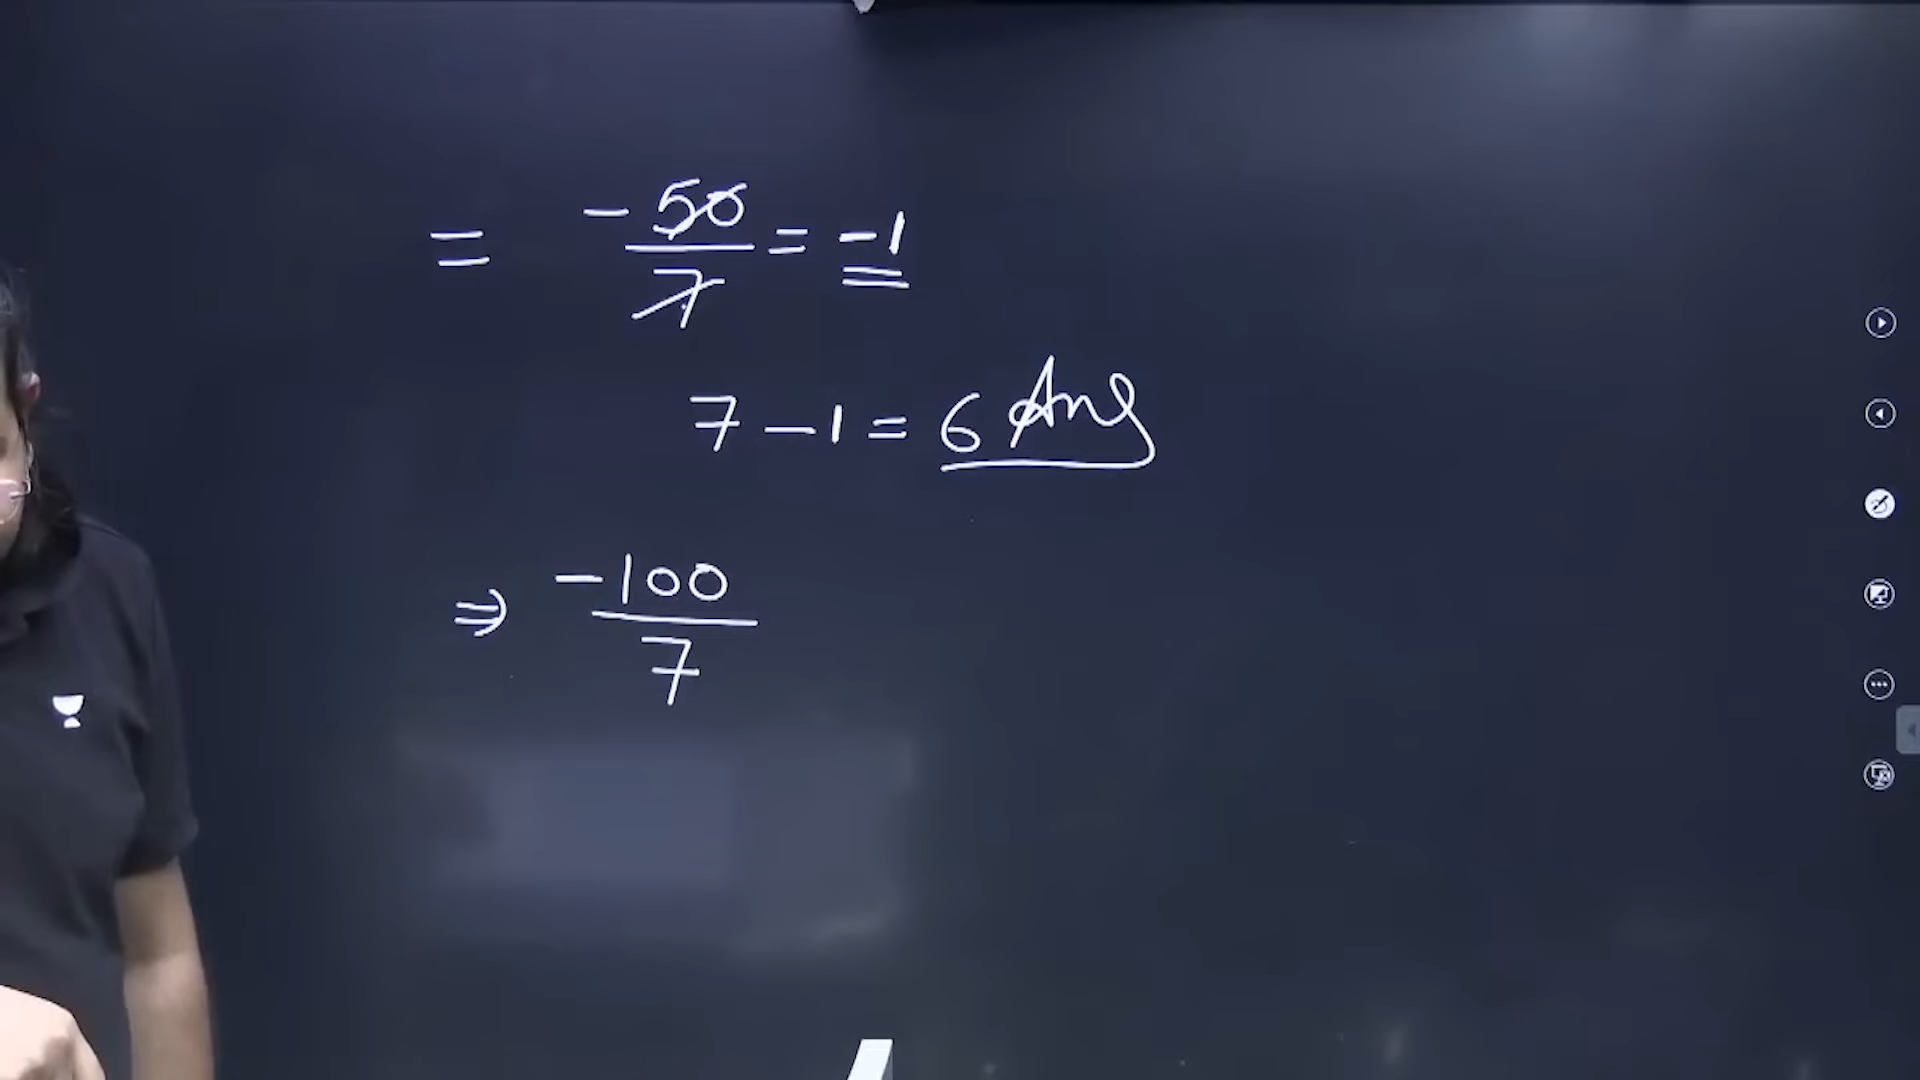 = -50/7 = -1
7 - 1 = 6 Ans
⇒ -100/7